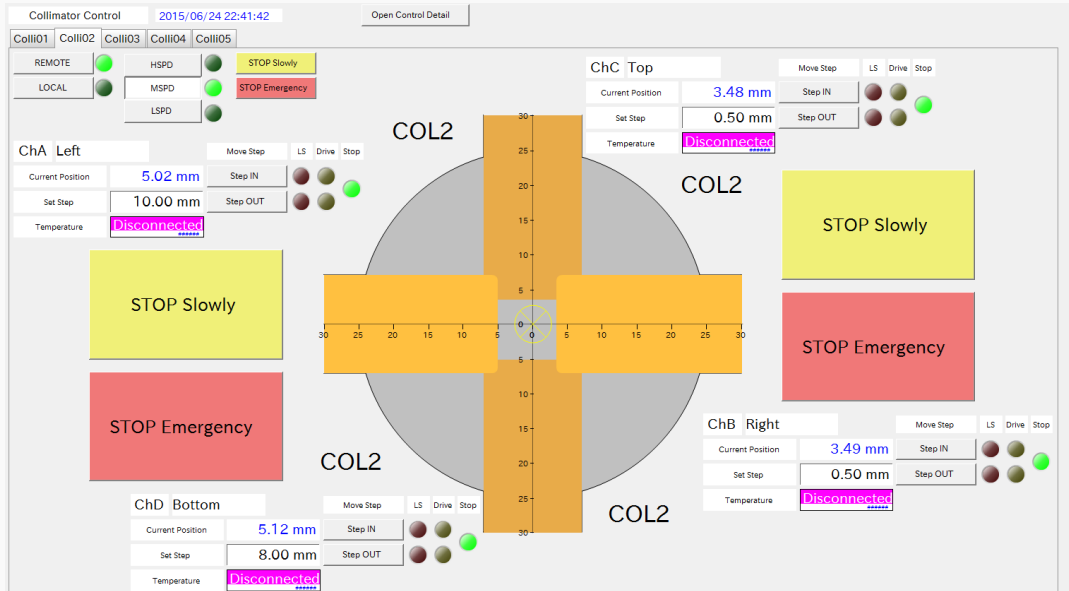 Collimator Control 2015/06/24 22:41:42 Open Control Detail
Colli01 Colli02 Colli03 Colli04 Colli05
REMOTE HSPD STOP Slowly
LOCAL MSPD STOP Emergency
LSPD
ChC Top Move Step LS Drive Stop
Current Position 3.48 mm Step IN
Set Step 0.50 mm Step OUT
Temperature Disconnected
******
COL2
ChA Left Move Step LS Drive Stop
Current Position 5.02 mm Step IN
Set Step 10.00 mm Step OUT
Temperature Disconnected
******
COL2
STOP Slowly
STOP Emergency
STOP Slowly
STOP Emergency
30
25
20
15
10
5
0
5
10
15
20
25
30
30 25 20 15 10 5 0 5 10 15 20 25 30
COL2
COL2
ChB Right Move Step LS Drive Stop
Current Position 3.49 mm Step IN
Set Step 0.50 mm Step OUT
Temperature Disconnected
******
ChD Bottom Move Step LS Drive Stop
Current Position 5.12 mm Step IN
Set Step 8.00 mm Step OUT
Temperature Disconnected
******